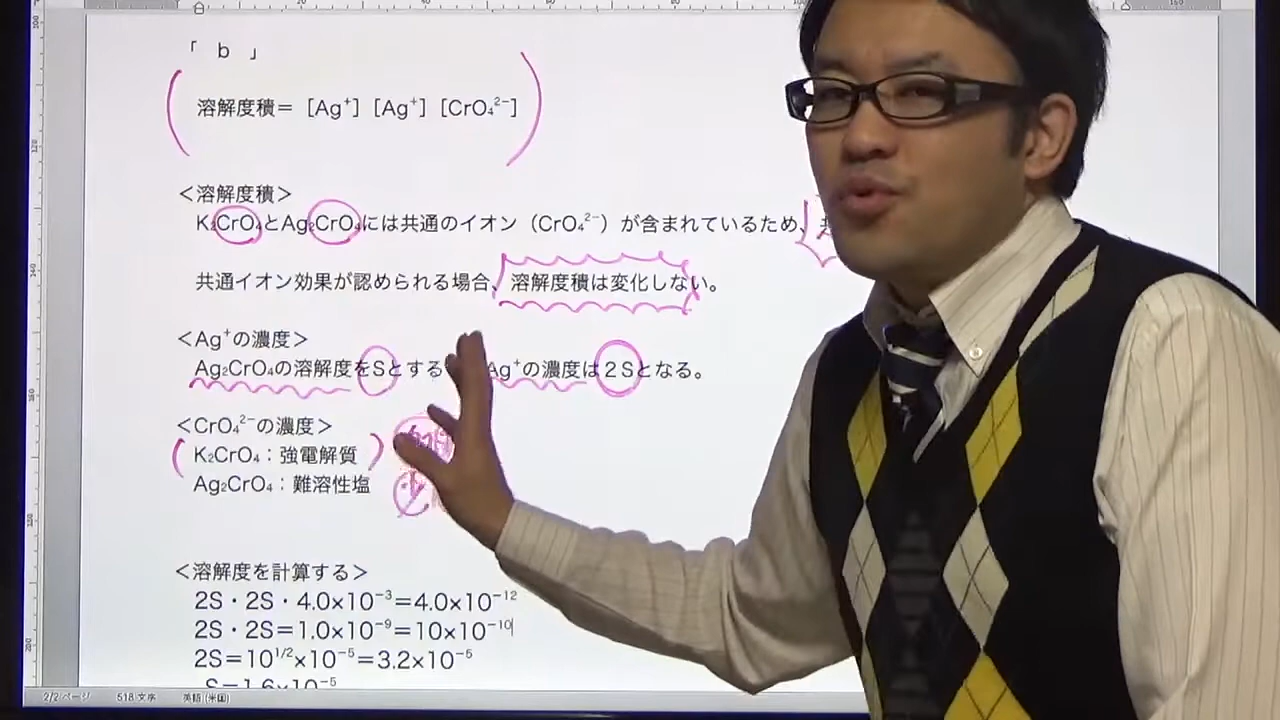 「 b 」
溶解度積＝［Ag⁺］［Ag⁺］［CrO₄²⁻］
＜溶解度積＞
K₂CrO₄とAg₂CrO₄には共通のイオン（CrO₄²⁻）が含まれているため、
共通イオン効果が認められる場合、溶解度積は変化しない。
＜Ag⁺の濃度＞
Ag₂CrO₄の溶解度をSとする Ag⁺の濃度は２Sとなる。
＜CrO₄²⁻の濃度＞
K₂CrO₄：強電解質
Ag₂CrO₄：難溶性塩
＜溶解度を計算する＞
2S・2S・4.0×10⁻³＝4.0×10⁻¹²
2S・2S＝1.0×10⁻⁹＝10×10⁻¹⁰
2S＝10¹ᐟ²×10⁻⁵＝3.2×10⁻⁵
S＝1.6×10⁻⁵
2/2 ページ 518 文字 英語 (米国)